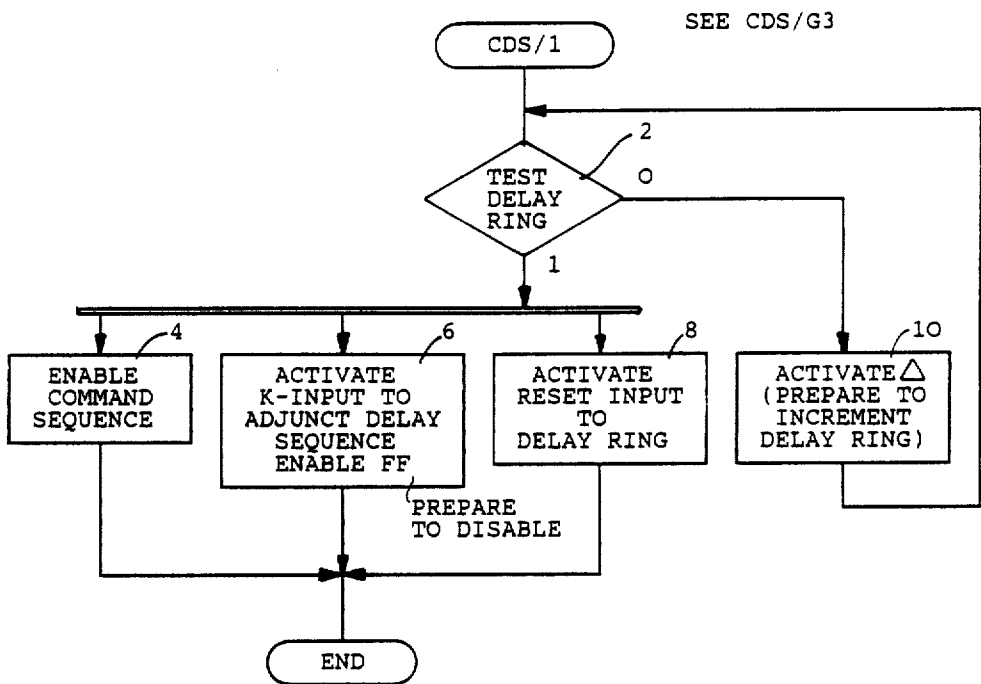 SEE CDS/G3
CDS/1
2
TEST
DELAY
RING
0
1
4
ENABLE
COMMAND
SEQUENCE
6
ACTIVATE
K-INPUT TO
ADJUNCT DELAY
SEQUENCE
ENABLE FF
PREPARE
TO DISABLE
8
ACTIVATE
RESET INPUT
TO
DELAY RING
10
ACTIVATE △
(PREPARE TO
INCREMENT
DELAY RING)
END